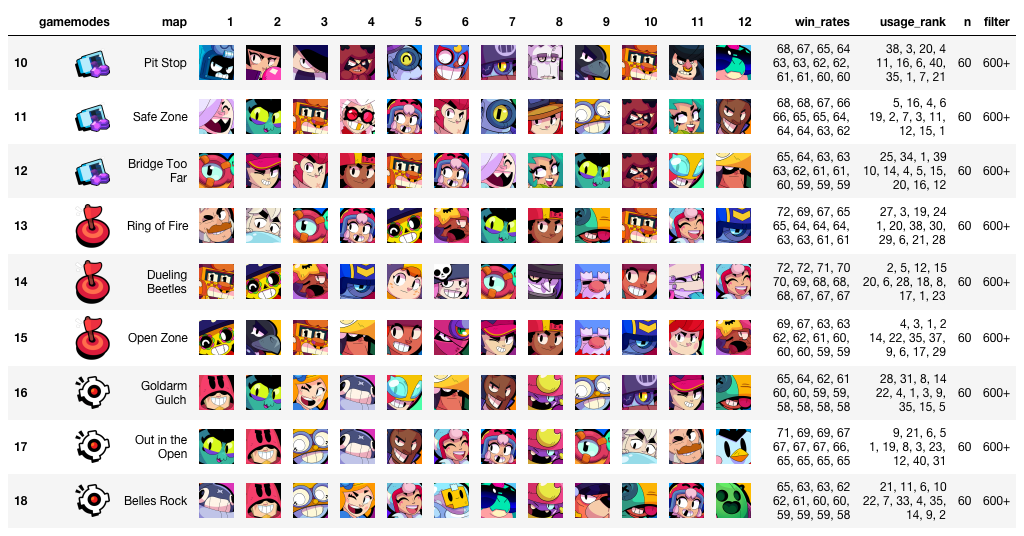 gamemodes map 1 2 3 4 5 6 7 8 9 10 11 12 win_rates usage_rank n filter
10 Pit Stop 68, 67, 65, 64 38, 3, 20, 4 60 600+
63, 63, 62, 62, 11, 16, 6, 40,
61, 61, 60, 60 35, 1, 7, 21
11 Safe Zone 68, 68, 67, 66 5, 16, 4, 6 60 600+
66, 65, 65, 64, 19, 2, 7, 3, 11,
64, 64, 63, 62 12, 15, 1
12 Bridge Too 65, 64, 63, 63 25, 34, 1, 39 60 600+
Far 63, 62, 61, 61, 10, 14, 4, 5, 15,
60, 59, 59, 59 20, 16, 12
13 Ring of Fire 72, 69, 67, 65 27, 3, 19, 24 60 600+
65, 64, 64, 64, 1, 20, 38, 30,
63, 63, 61, 61 29, 6, 21, 28
14 Dueling 72, 72, 71, 70 2, 5, 12, 15 60 600+
Beetles 70, 69, 68, 68, 20, 6, 28, 18, 8,
68, 67, 67, 67 17, 1, 23
15 Open Zone 69, 67, 63, 63 4, 3, 1, 2 60 600+
62, 62, 61, 60, 14, 22, 35, 37,
60, 60, 59, 59 9, 6, 17, 29
16 Goldarm 65, 64, 62, 61 28, 31, 8, 14 60 600+
Gulch 60, 60, 59, 59, 22, 4, 1, 3, 9,
58, 58, 58, 58 35, 15, 5
17 Out in the 71, 69, 69, 67 9, 21, 6, 5 60 600+
Open 67, 67, 67, 66, 1, 19, 8, 3, 23,
65, 65, 65, 65 12, 40, 31
18 Belles Rock 65, 63, 63, 62 21, 11, 6, 10 60 600+
62, 61, 60, 60, 22, 7, 33, 4, 35,
59, 59, 59, 58 14, 9, 2